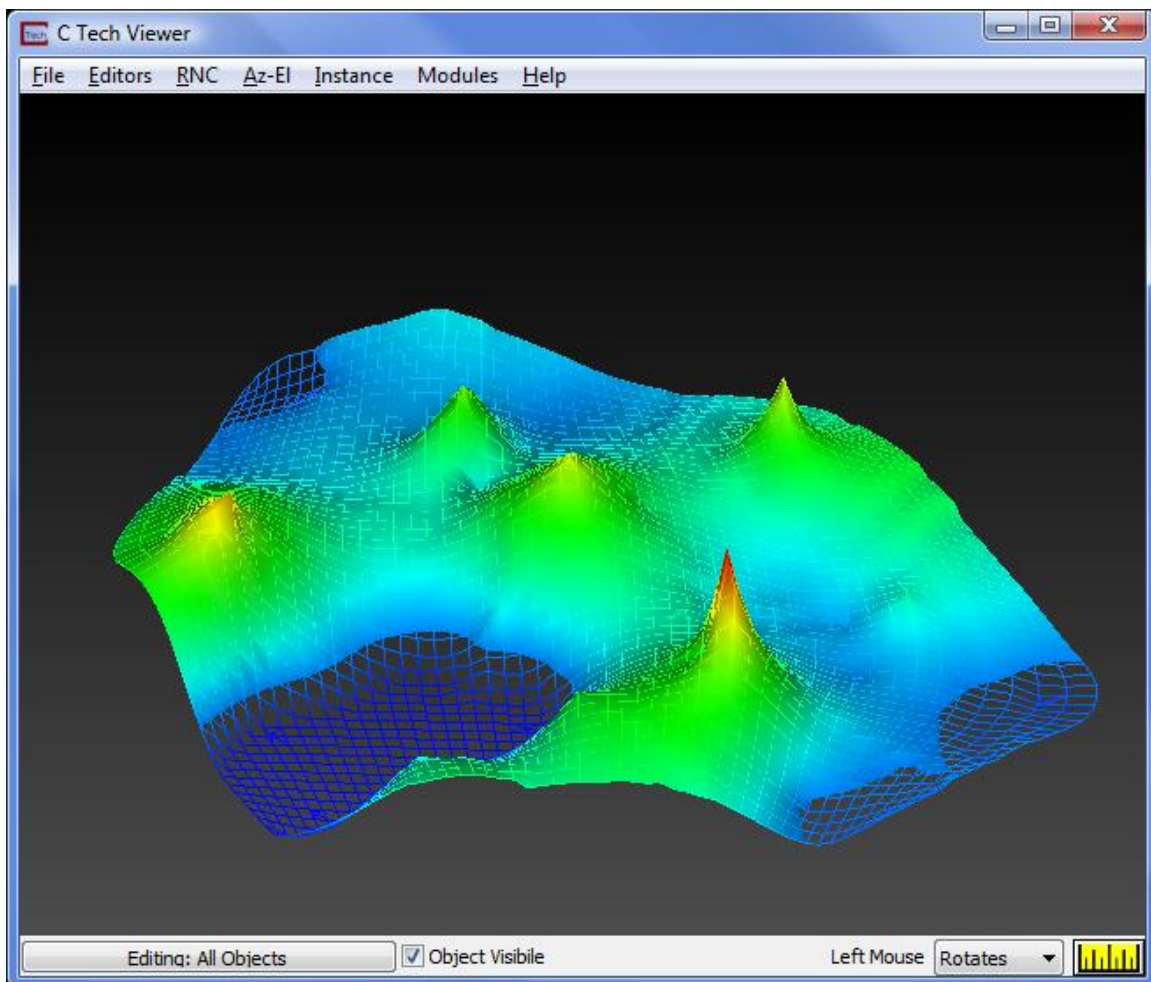 C Tech Viewer
File Editors RNC Az-El Instance Modules Help
Editing: All Objects Object Visibile Left Mouse Rotates